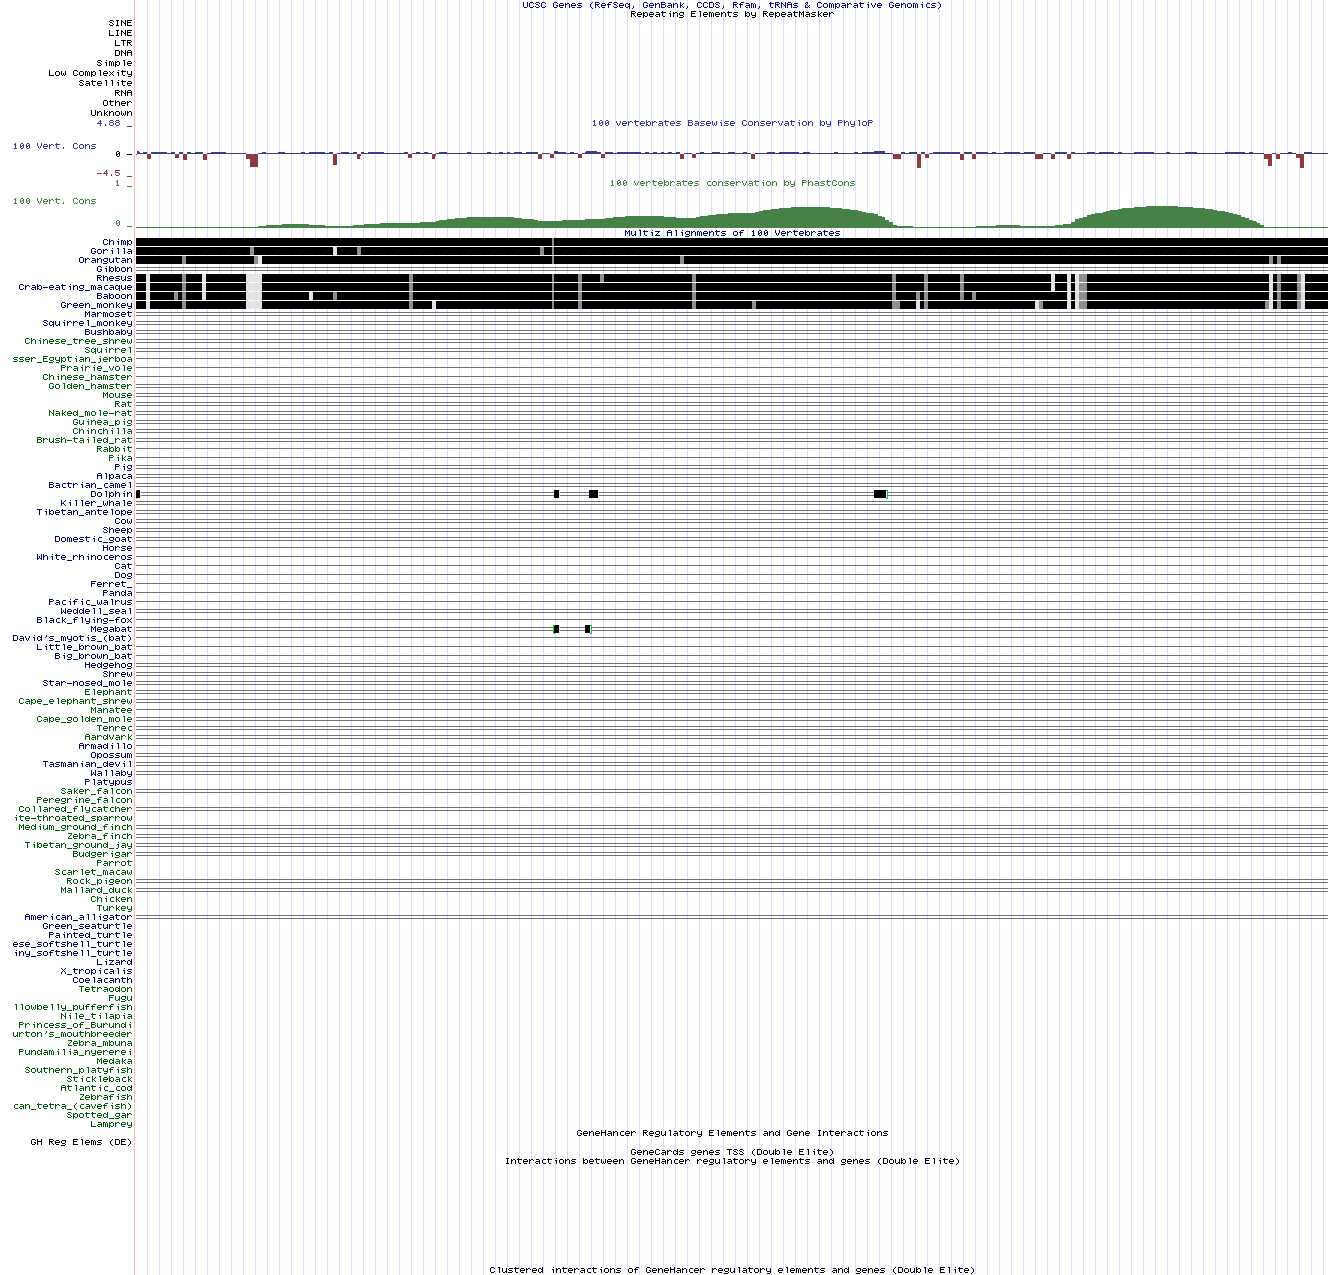 UCSC Genes (RefSeq, GenBank, CCDS, Rfam, tRNAs & Comparative Genomics)
Repeating Elements by RepeatMasker
SINE
LINE
LTR
DNA
Simple
Low Complexity
Satellite
RNA
Other
Unknown
4.88 _
100 vertebrates Basewise Conservation by PhyloP
100 Vert. Cons
0 _
-4.5 _
1 _
100 vertebrates conservation by PhastCons
100 Vert. Cons
0 _
Multiz Alignments of 100 Vertebrates
Chimp
Gorilla
Orangutan
Gibbon
Rhesus
Crab-eating_macaque
Baboon
Green_monkey
Marmoset
Squirrel_monkey
Bushbaby
Chinese_tree_shrew
Squirrel
sser_Egyptian_jerboa
Prairie_vole
Chinese_hamster
Golden_hamster
Mouse
Rat
Naked_mole-rat
Guinea_pig
Chinchilla
Brush-tailed_rat
Rabbit
Pika
Pig
Alpaca
Bactrian_camel
Dolphin
Killer_whale
Tibetan_antelope
Cow
Sheep
Domestic_goat
Horse
White_rhinoceros
Cat
Dog
Ferret_
Panda
Pacific_walrus
Weddell_seal
Black_flying-fox
Megabat
David's_myotis_(bat)
Little_brown_bat
Big_brown_bat
Hedgehog
Shrew
Star-nosed_mole
Elephant
Cape_elephant_shrew
Manatee
Cape_golden_mole
Tenrec
Aardvark
Armadillo
Opossum
Tasmanian_devil
Wallaby
Platypus
Saker_falcon
Peregrine_falcon
Collared_flycatcher
ite-throated_sparrow
Medium_ground_finch
Zebra_finch
Tibetan_ground_jay
Budgerigar
Parrot
Scarlet_macaw
Rock_pigeon
Mallard_duck
Chicken
Turkey
American_alligator
Green_seaturtle
Painted_turtle
ese_softshell_turtle
iny_softshell_turtle
Lizard
X_tropicalis
Coelacanth
Tetraodon
Fugu
llowbelly_pufferfish
Nile_tilapia
Princess_of_Burundi
urton's_mouthbreeder
Zebra_mbuna
Pundamilia_nyererei
Medaka
Southern_platyfish
Stickleback
Atlantic_cod
Zebrafish
can_tetra_(cavefish)
Spotted_gar
Lamprey
GeneHancer Regulatory Elements and Gene Interactions
GH Reg Elems (DE)
GeneCards genes TSS (Double Elite)
Interactions between GeneHancer regulatory elements and genes (Double Elite)
Clustered interactions of GeneHancer regulatory elements and genes (Double Elite)